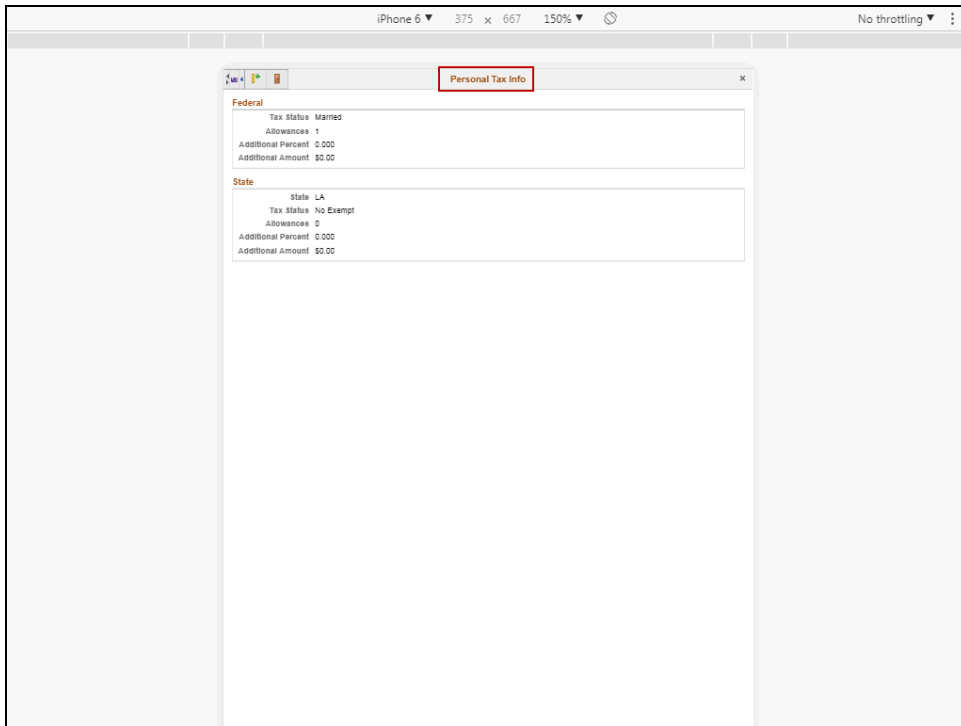 iPhone 6 ▼ 375 × 667 150% ▼ No throttling ▼
Personal Tax Info ×
Federal
Tax Status Married
Allowances 1
Additional Percent 0.000
Additional Amount $0.00
State
State LA
Tax Status No Exempt
Allowances 0
Additional Percent 0.000
Additional Amount $0.00